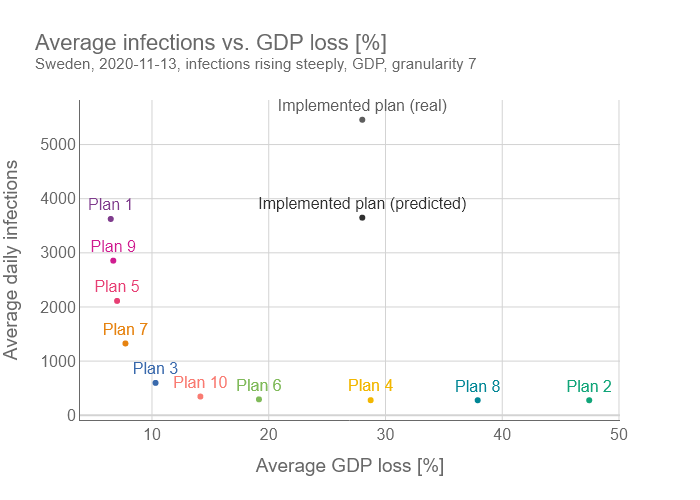 Average infections vs. GDP loss [%]
Sweden, 2020-11-13, infections rising steeply, GDP, granularity 7
Implemented plan (real)
5000
4000
Plan 1
Implemented plan (predicted)
Plan 9
3000
Plan 5
2000
Plan 7
1000
Plan 3
Plan 10
Plan 6
Plan 4
Plan 8
Plan 2
0
10
20
30
40
50
Average daily infections
Average GDP loss [%]